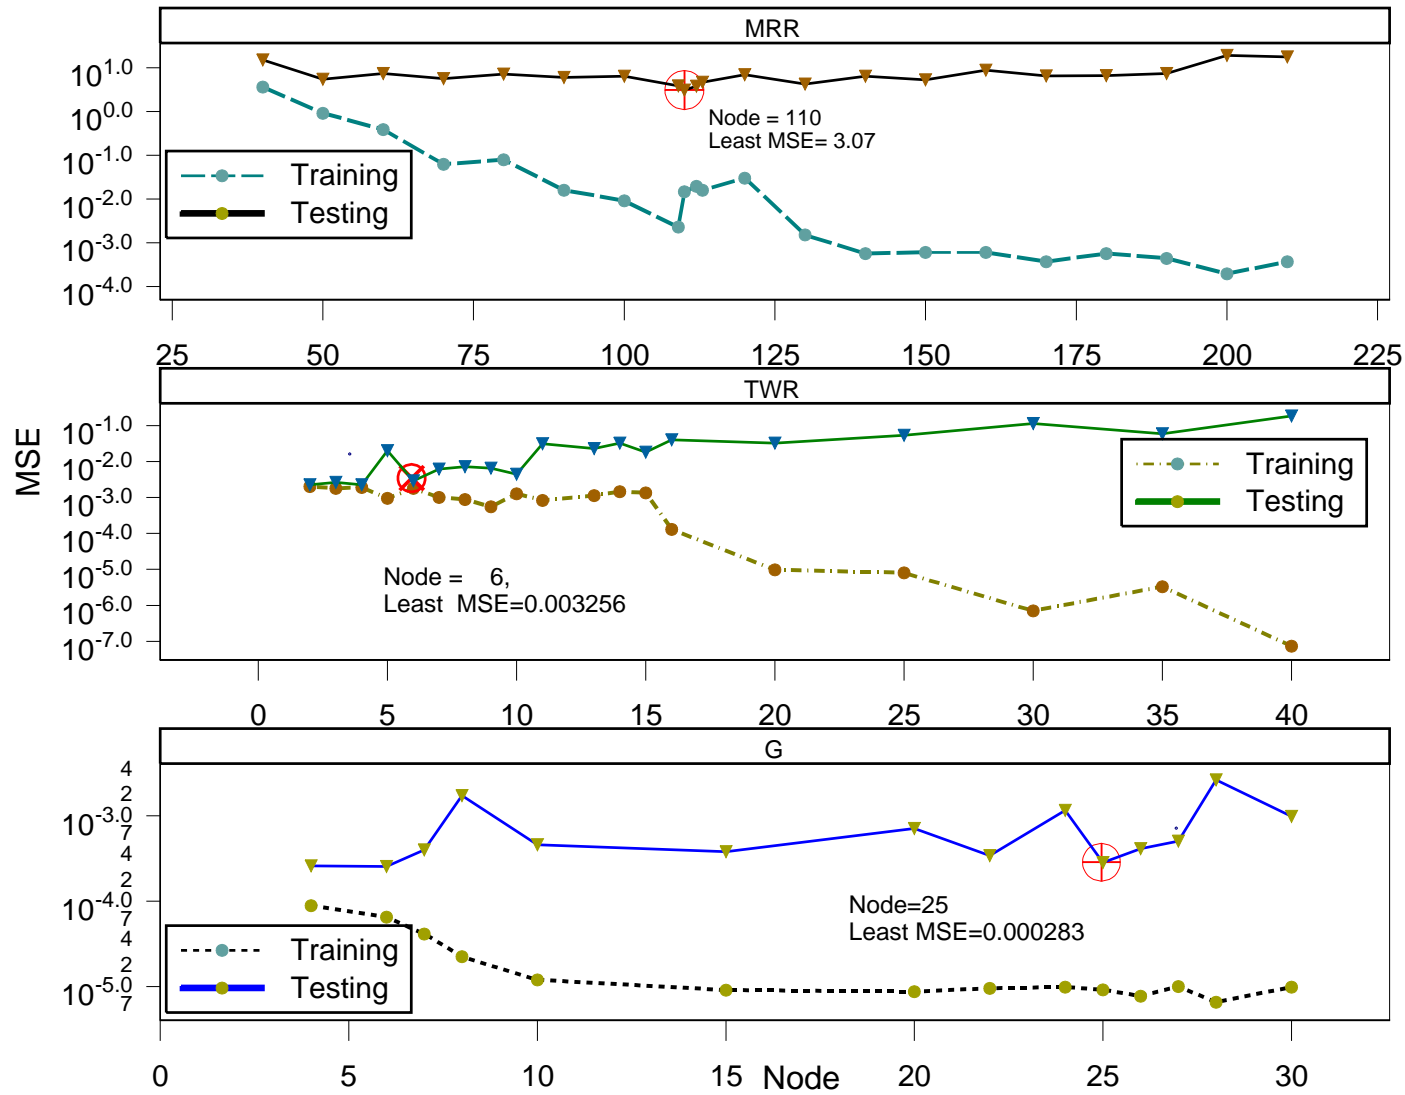 MRR
10^1.0
10^0.0
10^-1.0
10^-2.0
10^-3.0
10^-4.0
Node = 110
Least MSE= 3.07
Training
Testing
25 50 75 100 125 150 175 200 225
TWR
MSE
10^-1.0
10^-2.0
10^-3.0
10^-4.0
10^-5.0
10^-6.0
10^-7.0
Training
Testing
Node = 6,
Least MSE=0.003256
0 5 10 15 20 25 30 35 40
G
4
2
10^-3.0
7
4
2
10^-4.0
7
4
2
10^-5.0
7
Node=25
Least MSE=0.000283
Training
Testing
0 5 10 15 20 25 30
Node